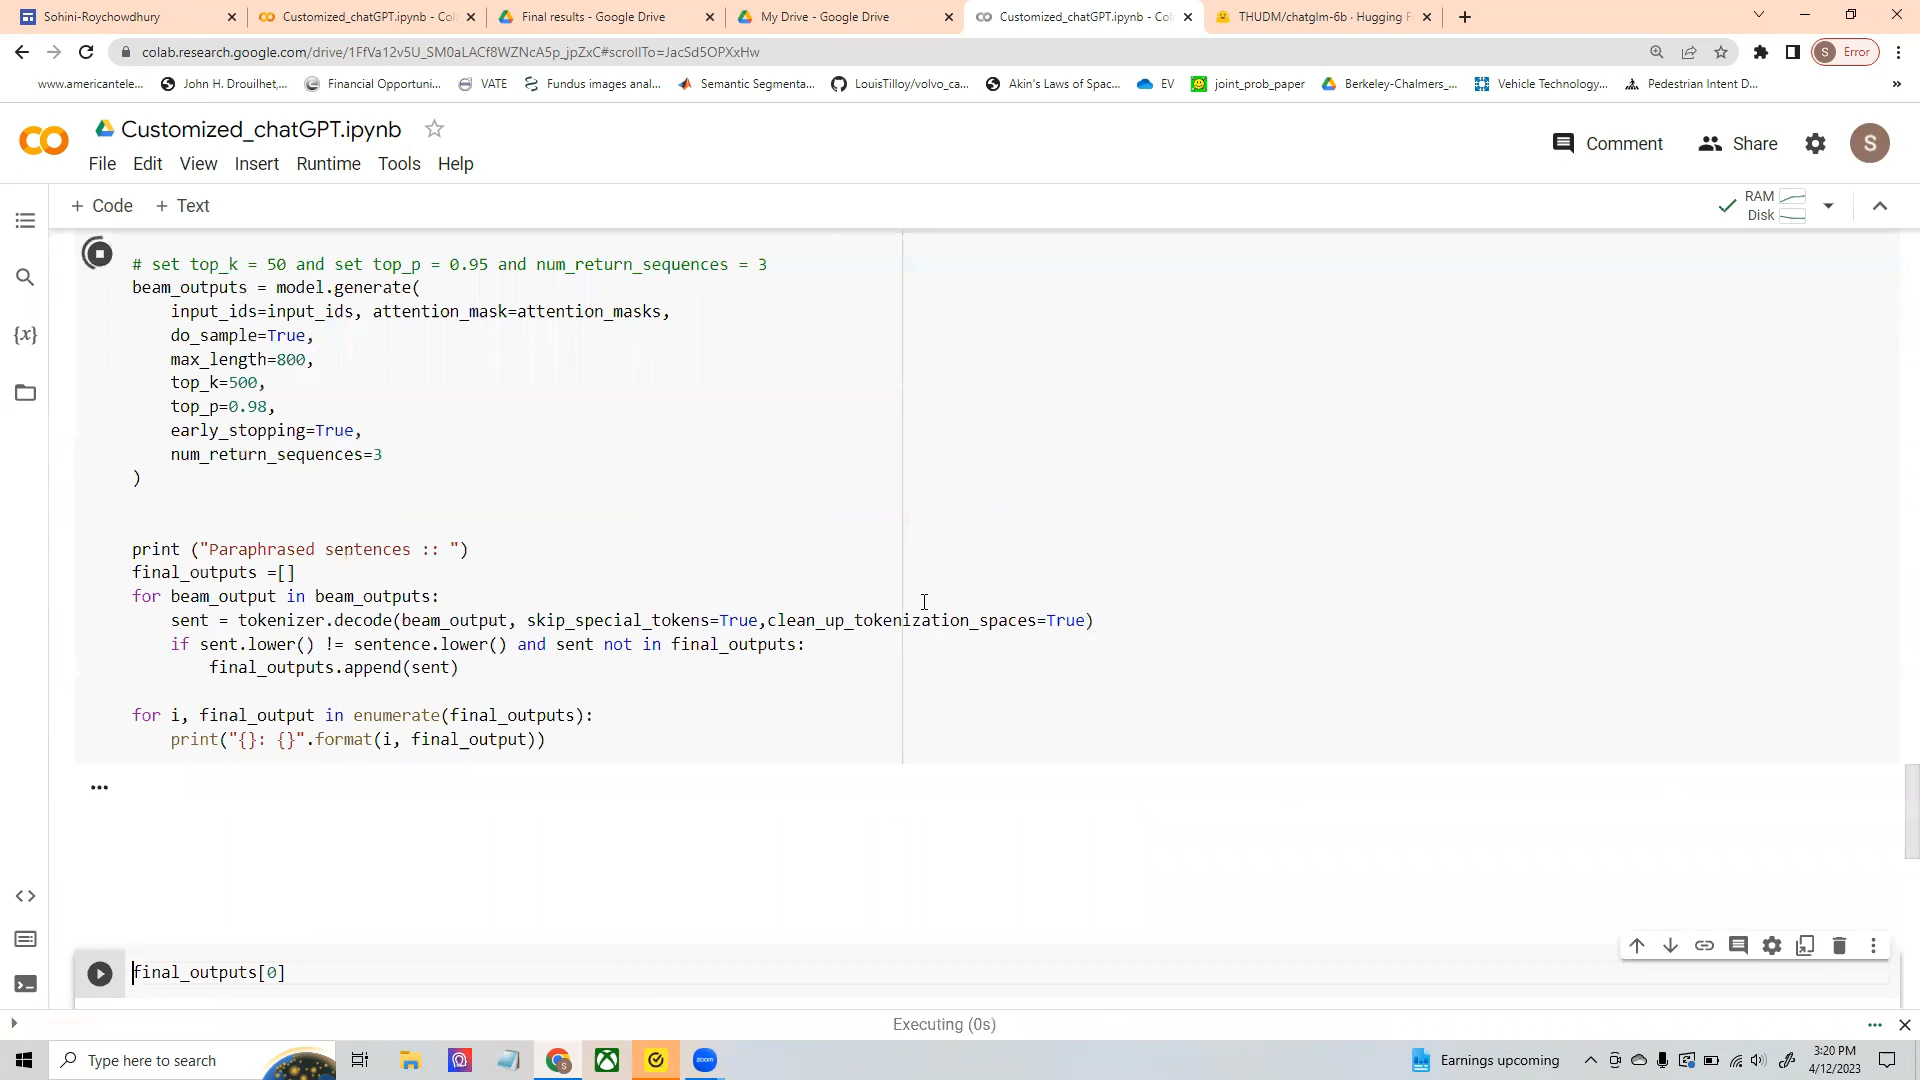 Sohini-Roychowdhury
Customized_chatGPT.ipynb - Col
Final results - Google Drive
My Drive - Google Drive
Customized_chatGPT.ipynb - Col
THUDM/chatglm-6b · Hugging F
colab.research.google.com/drive/1FfVa12v5U_SM0aLACf8WZNcA5p_jpZxC#scrollTo=JacSd5OPXxHw
S Error
www.americantele...
John H. Drouilhet,...
Financial Opportuni...
VATE
Fundus images anal...
Semantic Segmenta...
LouisTilloy/volvo_ca...
Akin's Laws of Spac...
EV
joint_prob_paper
Berkeley-Chalmers_...
Vehicle Technology...
Pedestrian Intent D...
»
CO
Customized_chatGPT.ipynb
File Edit View Insert Runtime Tools Help
Comment
Share
S
+ Code + Text
RAM
Disk
{x}
# set top_k = 50 and set top_p = 0.95 and num_return_sequences = 3
beam_outputs = model.generate(
input_ids=input_ids, attention_mask=attention_masks,
do_sample=True,
max_length=800,
top_k=500,
top_p=0.98,
early_stopping=True,
num_return_sequences=3
)
print ("Paraphrased sentences :: ")
final_outputs =[]
for beam_output in beam_outputs:
sent = tokenizer.decode(beam_output, skip_special_tokens=True,clean_up_tokenization_spaces=True)
if sent.lower() != sentence.lower() and sent not in final_outputs:
final_outputs.append(sent)
for i, final_output in enumerate(final_outputs):
print("{}: {}".format(i, final_output))
...
final_outputs[0]
Executing (0s)
Type here to search
zoom
Earnings upcoming
3:20 PM
4/12/2023